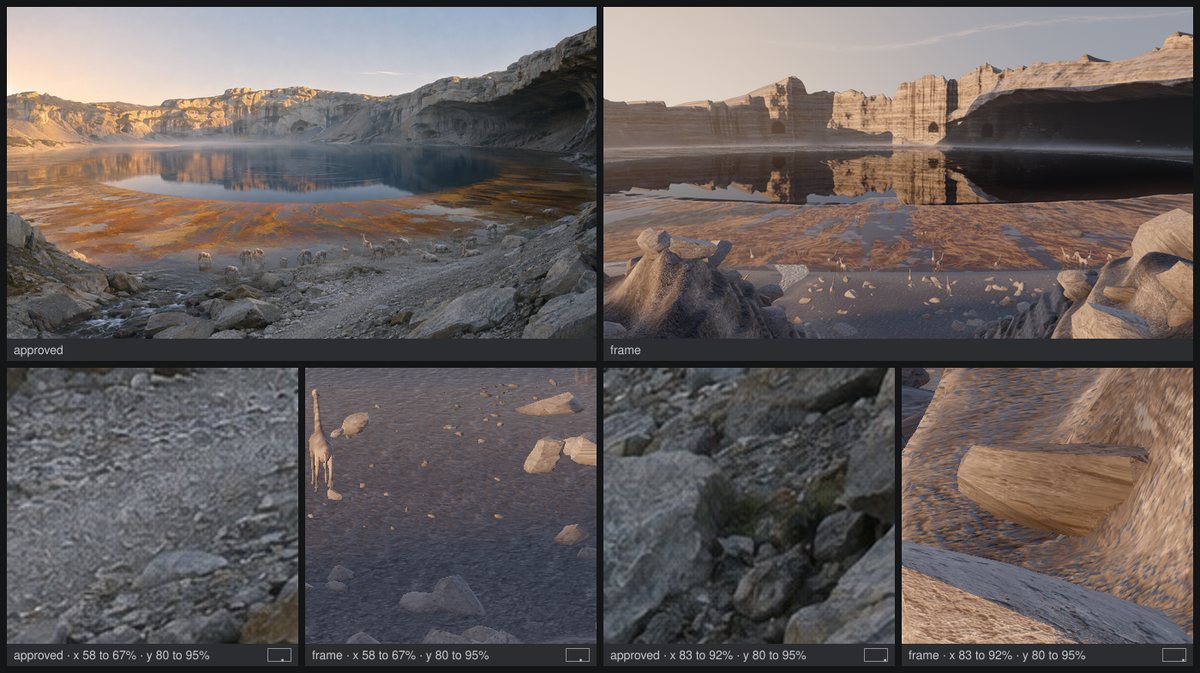 approved
frame
approved · x 58 to 67% · y 80 to 95%
frame · x 58 to 67% · y 80 to 95%
approved · x 83 to 92% · y 80 to 95%
frame · x 83 to 92% · y 80 to 95%